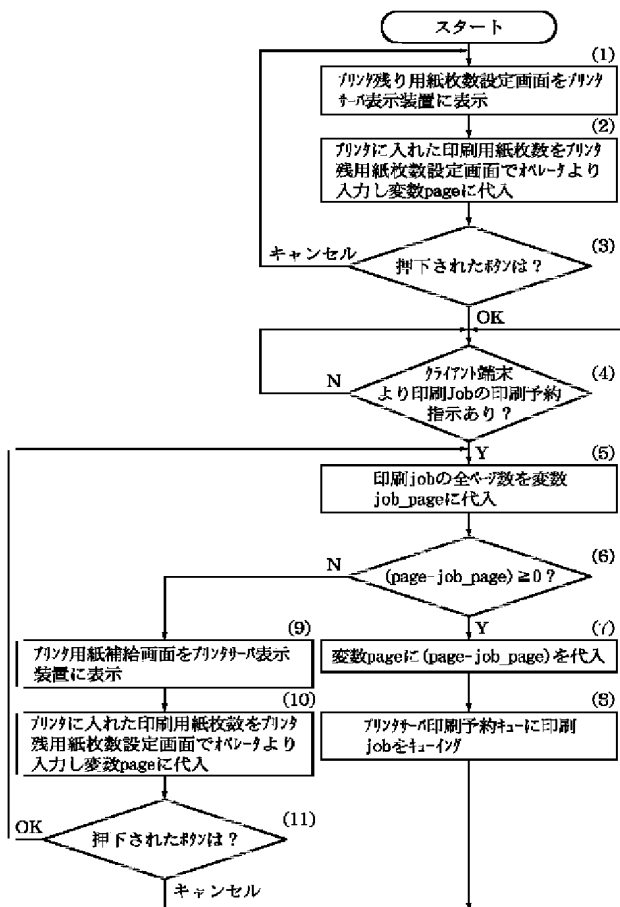 スタート
(1)
プリンタ残り用紙枚数設定画面をプリンタ
サーバ表示装置に表示
(2)
プリンタに入れた印刷用紙枚数をプリンタ
残用紙枚数設定画面でオペレータより
入力し変数pageに代入
(3)
キャンセル
押下されたボタンは？
OK
(4)
クライアント端末
より印刷Jobの印刷予約
指示あり？
N
Y
(5)
印刷jobの全ページ数を変数
job_pageに代入
(6)
N
(page-job_page)≧0？
Y
(7)
変数pageに(page-job_page)を代入
(8)
プリンタサーバ印刷予約キューに印刷
jobをキューイング
(9)
プリンタ用紙補給画面をプリンタサーバ表示
装置に表示
(10)
プリンタに入れた印刷用紙枚数をプリンタ
残用紙枚数設定画面でオペレータより
入力し変数pageに代入
(11)
OK
押下されたボタンは？
キャンセル